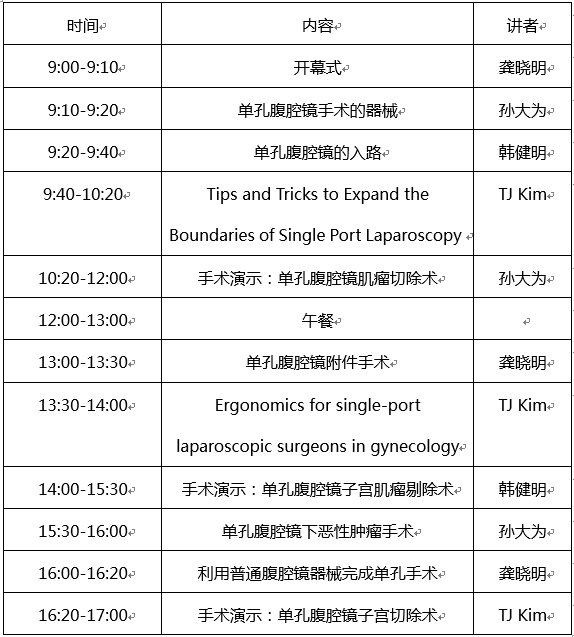 时间 内容 讲者
9:00-9:10 开幕式 龚晓明
9:10-9:20 单孔腹腔镜手术的器械 孙大为
9:20-9:40 单孔腹腔镜的入路 韩健明
9:40-10:20 Tips and Tricks to Expand the TJ Kim
Boundaries of Single Port Laparoscopy
10:20-12:00 手术演示：单孔腹腔镜肌瘤切除术 孙大为
12:00-13:00 午餐
13:00-13:30 单孔腹腔镜附件手术 龚晓明
13:30-14:00 Ergonomics for single-port TJ Kim
laparoscopic surgeons in gynecology
14:00-15:30 手术演示：单孔腹腔镜子宫肌瘤剔除术 韩健明
15:30-16:00 单孔腹腔镜下恶性肿瘤手术 孙大为
16:00-16:20 利用普通腹腔镜器械完成单孔手术 龚晓明
16:20-17:00 手术演示：单孔腹腔镜子宫切除术 TJ Kim